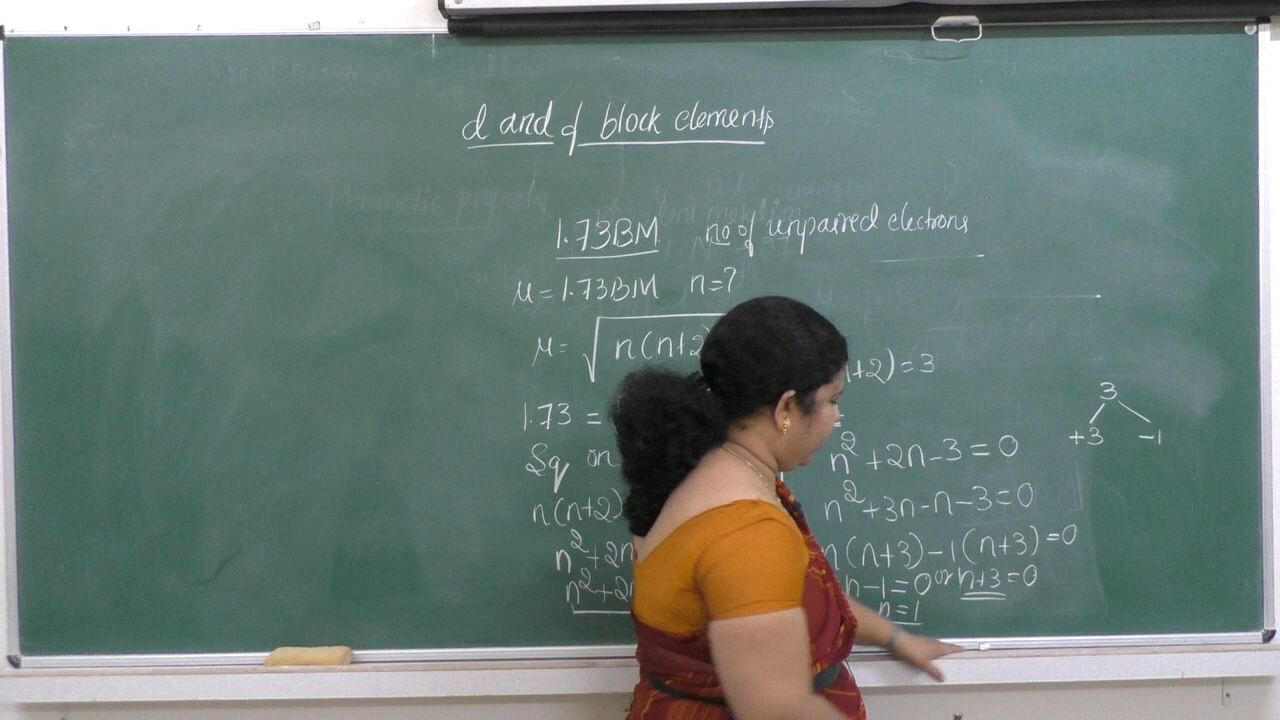 d and f block elements
1.73BM no of unpaired electrons
μ = 1.73BM n=?
μ = √n(n+2
1.73 =
Sq on
n(n+2)
n²+2n
n²+2n
+2) = 3
=
n²+2n-3=0
n²+3n-n-3=0
n(n+3)-1(n+3)=0
n-1=0 or n+3=0
n=1
3
+3 -1